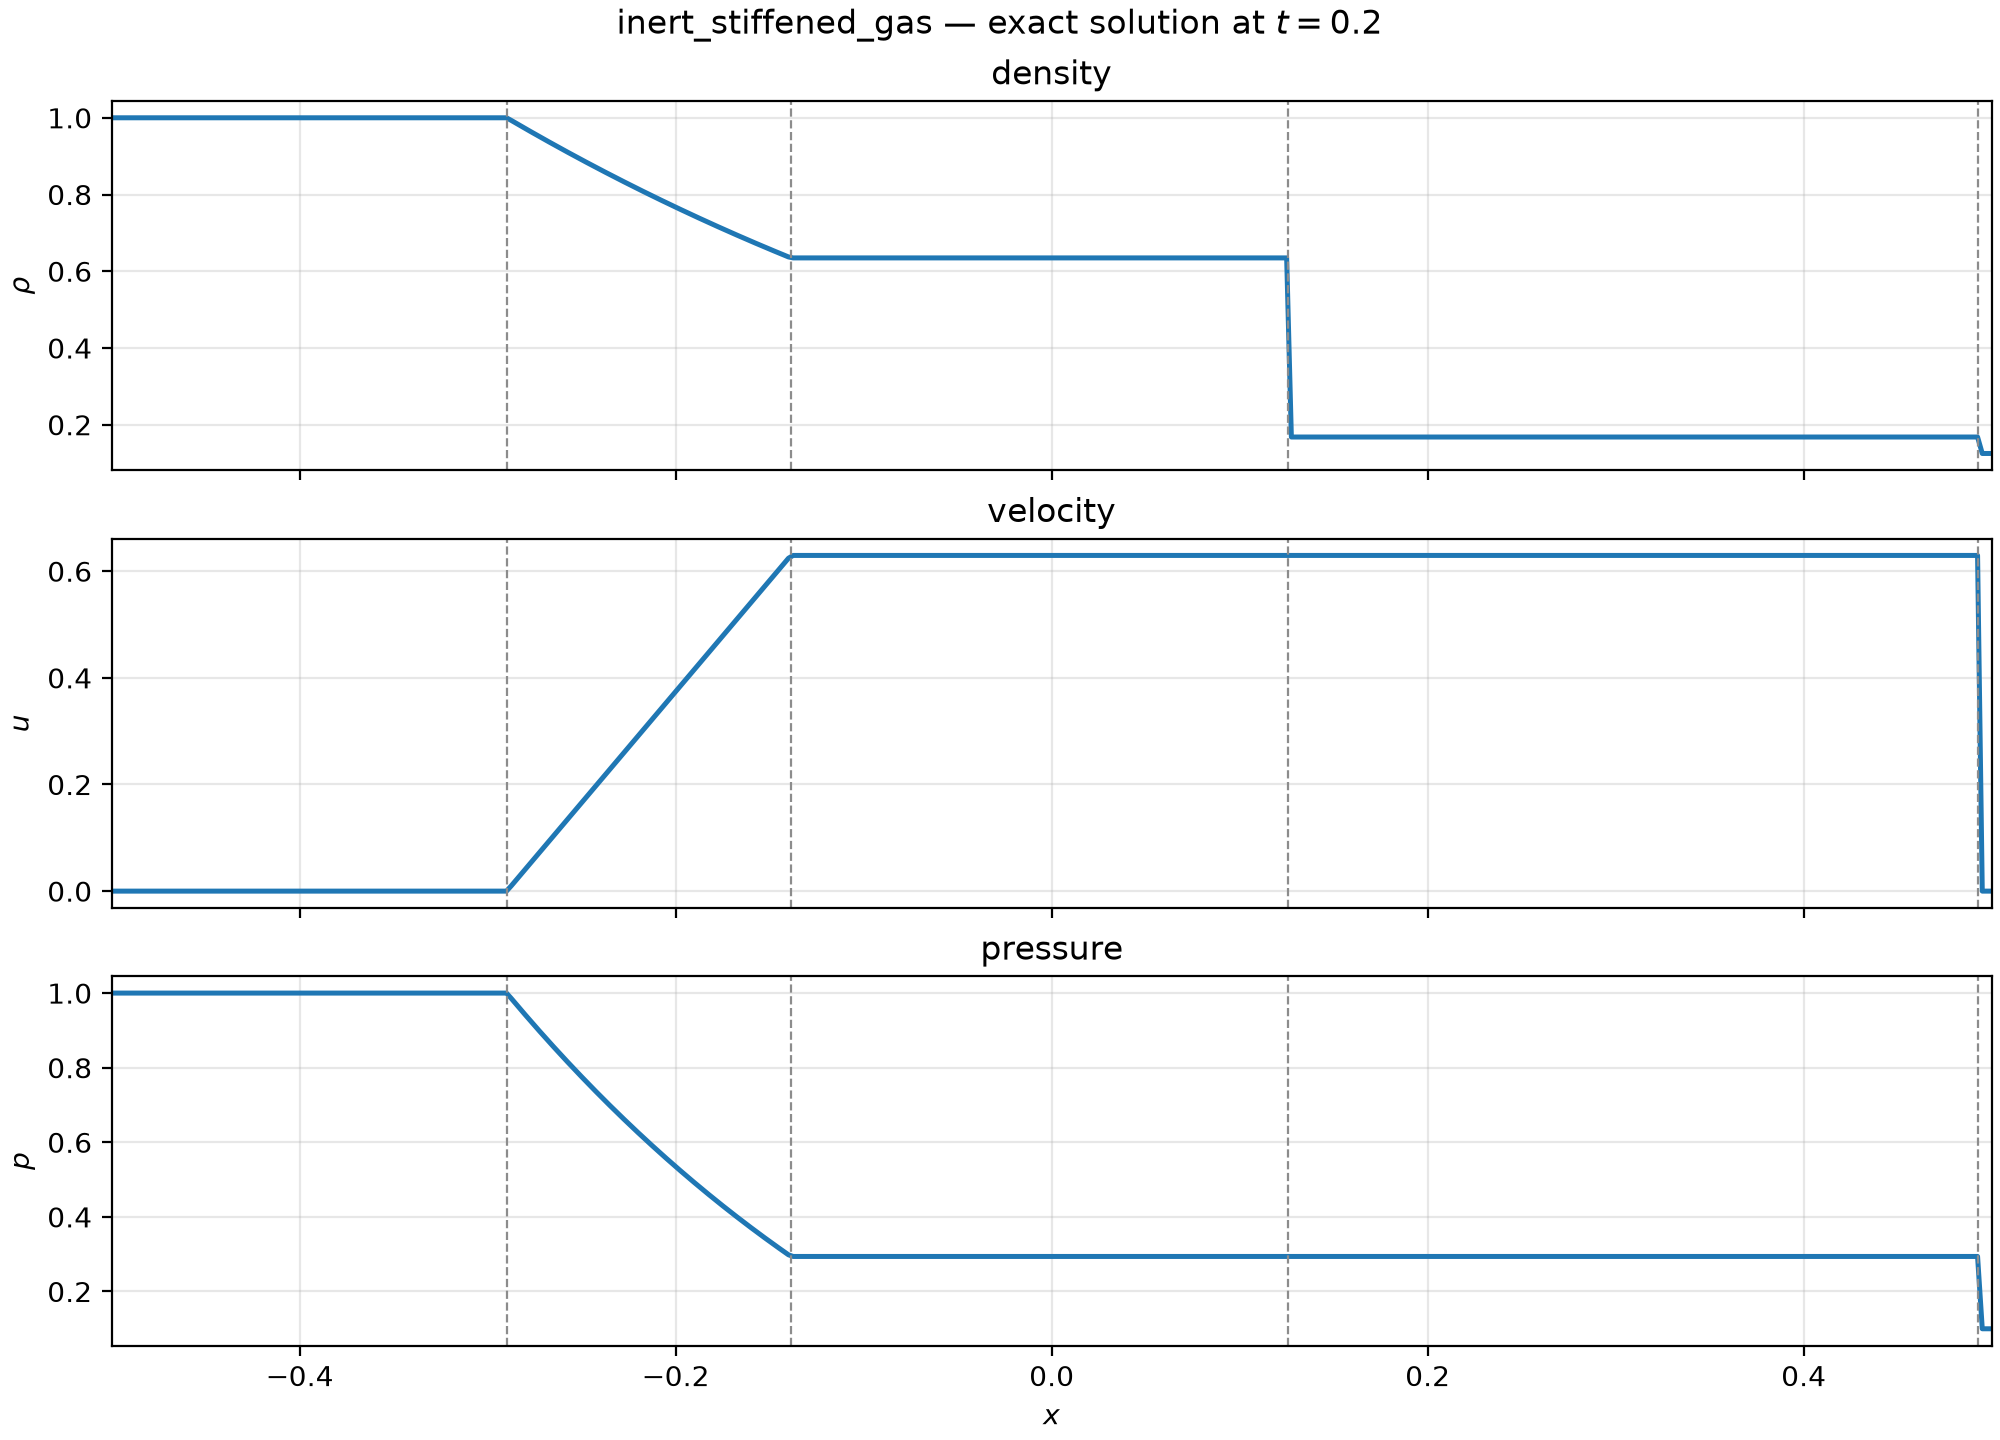 inert_stiffened_gas — exact solution at t = 0.2
density
1.0
0.8
0.6
0.4
0.2
ρ
velocity
0.6
0.4
0.2
0.0
u
pressure
1.0
0.8
0.6
0.4
0.2
p
−0.4 −0.2 0.0 0.2 0.4
x